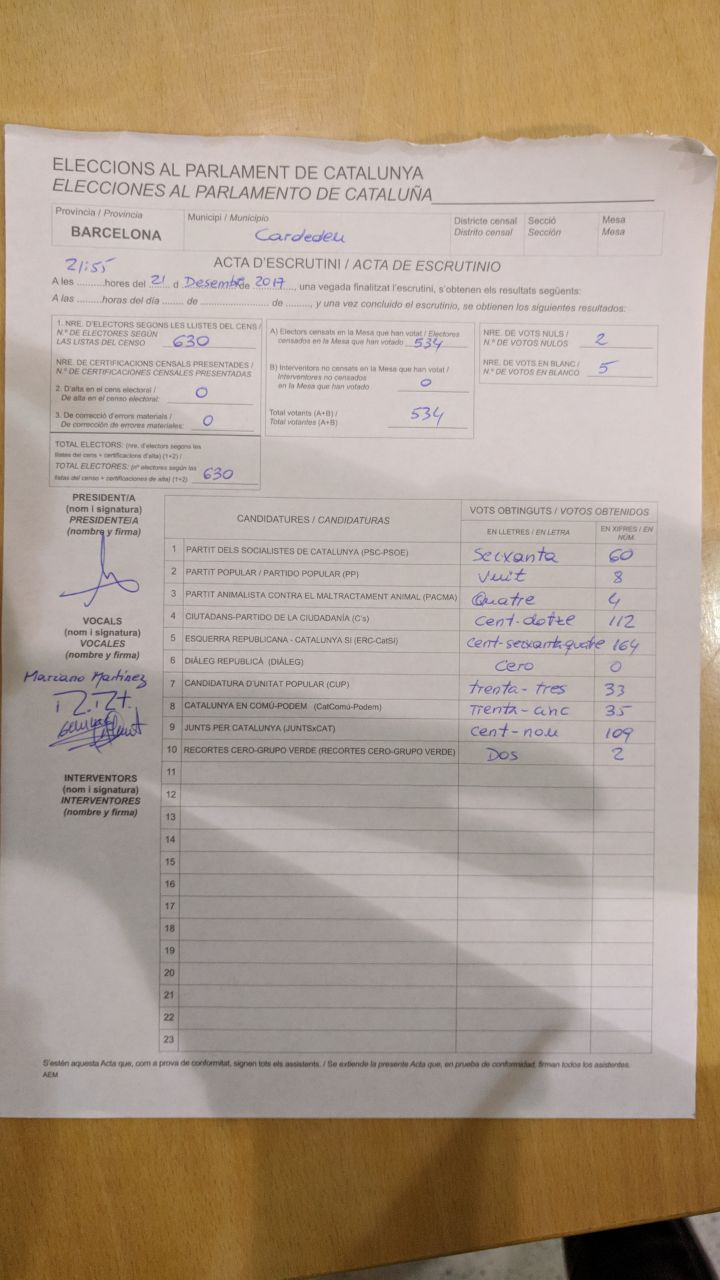 ELECCIONS AL PARLAMENT DE CATALUNYA
ELECCIONES AL PARLAMENTO DE CATALUÑA
Provincia / Provincia
BARCELONA
Municipi / Municipio
Cardedeu
Districte censal
Distrito censal
Secció
Sección
Mesa
Mesa
ACTA D'ESCRUTINI / ACTA DE ESCRUTINIO
21:55
A les .........hores del 21 d Desembre de 2017, una vegada finalitzat l'escrutini, s'obtenen els resultats següents:
A las .........horas del día ....... de ................. de ......., y una vez concluido el escrutinio, se obtienen los siguientes resultados:
1. NRE. D'ELECTORS SEGONS LES LLISTES DEL CENS /
N.º DE ELECTORES SEGÚN
LAS LISTAS DEL CENSO 630
NRE. DE CERTIFICACIONS CENSALS PRESENTADES /
N.º DE CERTIFICACIONES CENSALES PRESENTADAS
2. D'alta en el cens electoral /
De alta en el censo electoral: 0
3. De correcció d'errors materials /
De corrección de errores materiales: 0
TOTAL ELECTORS: (nre. d'electors segons les
llistes del cens + certificacions d'alta) (1+2) /
TOTAL ELECTORES: (nº electores según las
listas del censo + certificaciones de alta) (1+2) 630
A) Electors censats en la Mesa que han votat / Electores
censados en la Mesa que han votado 534
B) Interventors no censats en la Mesa que han votat /
Interventores no censados
en la Mesa que han votado 0
Total votants (A+B) /
Total votantes (A+B) 534
NRE. DE VOTS NULS /
N.º DE VOTOS NULOS 2
NRE. DE VOTS EN BLANC /
N.º DE VOTOS EN BLANCO 5
PRESIDENT/A
(nom i signatura)
PRESIDENTE/A
(nombre y firma)
VOCALS
(nom i signatura)
VOCALES
(nombre y firma)
Marcano Martínez
INTERVENTORS
(nom i signatura)
INTERVENTORES
(nombre y firma)
CANDIDATURES / CANDIDATURAS
VOTS OBTINGUTS / VOTOS OBTENIDOS
EN LLETRES / EN LETRA
EN XIFRES / EN
NÚM.
1 PARTIT DELS SOCIALISTES DE CATALUNYA (PSC-PSOE) Seixanta 60
2 PARTIT POPULAR / PARTIDO POPULAR (PP) Vuit 8
3 PARTIT ANIMALISTA CONTRA EL MALTRACTAMENT ANIMAL (PACMA) Quatre 4
4 CIUTADANS-PARTIDO DE LA CIUDADANÍA (C's) Cent-dotze 112
5 ESQUERRA REPUBLICANA - CATALUNYA SI (ERC-CatSI) Cent-seixanta quatre 164
6 DIÀLEG REPUBLICÀ (DIÀLEG) Cero 0
7 CANDIDATURA D'UNITAT POPULAR (CUP) trenta-tres 33
8 CATALUNYA EN COMÚ-PODEM (CatComú-Podem) Trenta-cinc 35
9 JUNTS PER CATALUNYA (JUNTSxCAT) Cent-nou 109
10 RECORTES CERO-GRUPO VERDE (RECORTES CERO-GRUPO VERDE) Dos 2
11
12
13
14
15
16
17
18
19
20
21
22
23
S'estén aquesta Acta que, com a prova de conformitat, signen tots els assistents. / Se extiende la presente Acta que, en prueba de conformidad, firman todos los asistentes.
AEM